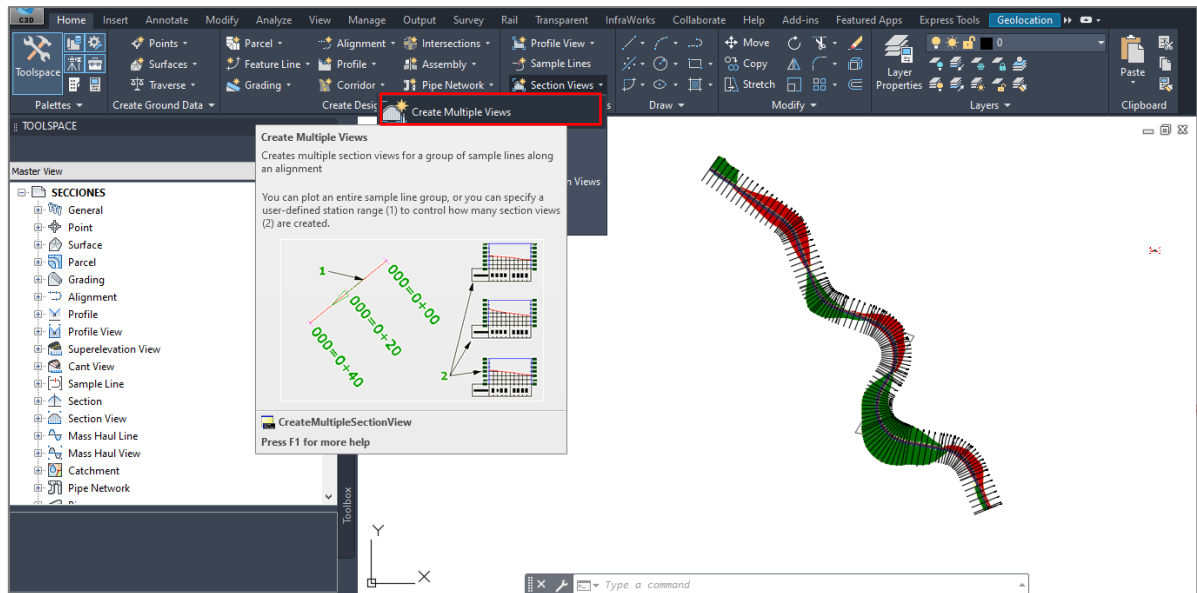 C3D
Home Insert Annotate Modify Analyze View Manage Output Survey Rail Transparent InfraWorks Collaborate Help Add-ins Featured Apps Express Tools Geolocation
Toolspace
Points
Surfaces
Traverse
Parcel
Feature Line
Grading
Alignment
Profile
Corridor
Intersections
Assembly
Pipe Network
Profile View
Sample Lines
Section Views
Move
Copy
Stretch
Layer
Properties
0
Paste
Palettes Create Ground Data Create Desig s Draw Modify Layers Clipboard
Create Multiple Views
n Views
TOOLSPACE
Master View
SECCIONES
General
Point
Surface
Parcel
Grading
Alignment
Profile
Profile View
Superelevation View
Cant View
Sample Line
Section
Section View
Mass Haul Line
Mass Haul View
Catchment
Pipe Network
Toolbox
Create Multiple Views
Creates multiple section views for a group of sample lines along
an alignment
You can plot an entire sample line group, or you can specify a
user-defined station range (1) to control how many section views
(2) are created.
1
000=0+00
000=0+20
000=0+40
2
CreateMultipleSectionView
Press F1 for more help
Y
X
Type a command